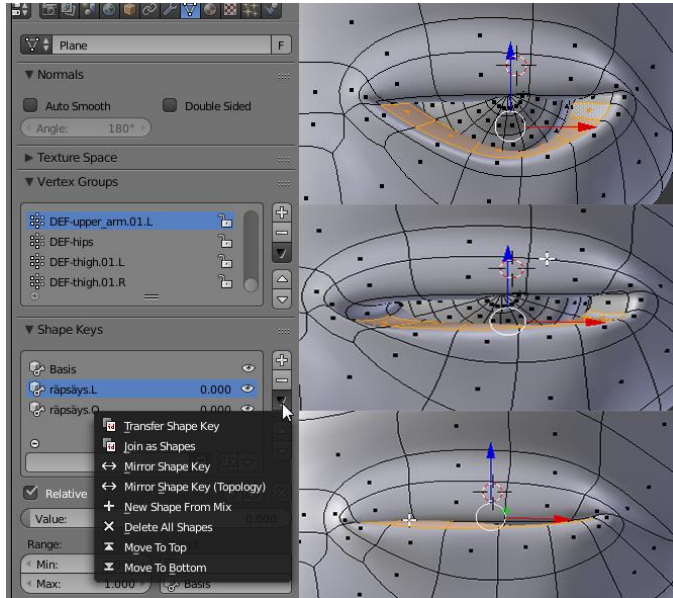 Plane F
Normals
Auto Smooth Double Sided
Angle: 180°
Texture Space
Vertex Groups
DEF-upper_arm.01.L
DEF-hips
DEF-thigh.01.L
DEF-thigh.01.R
Shape Keys
Basis
räpsäys.L 0.000
räpsäys.O 0.000
Transfer Shape Key
Join as Shapes
Mirror Shape Key
Mirror Shape Key (Topology)
New Shape From Mix
Delete All Shapes
Move To Top
Move To Bottom
Relative
Value: 0.000
Range:
Min:
Max: 1.000 Basis